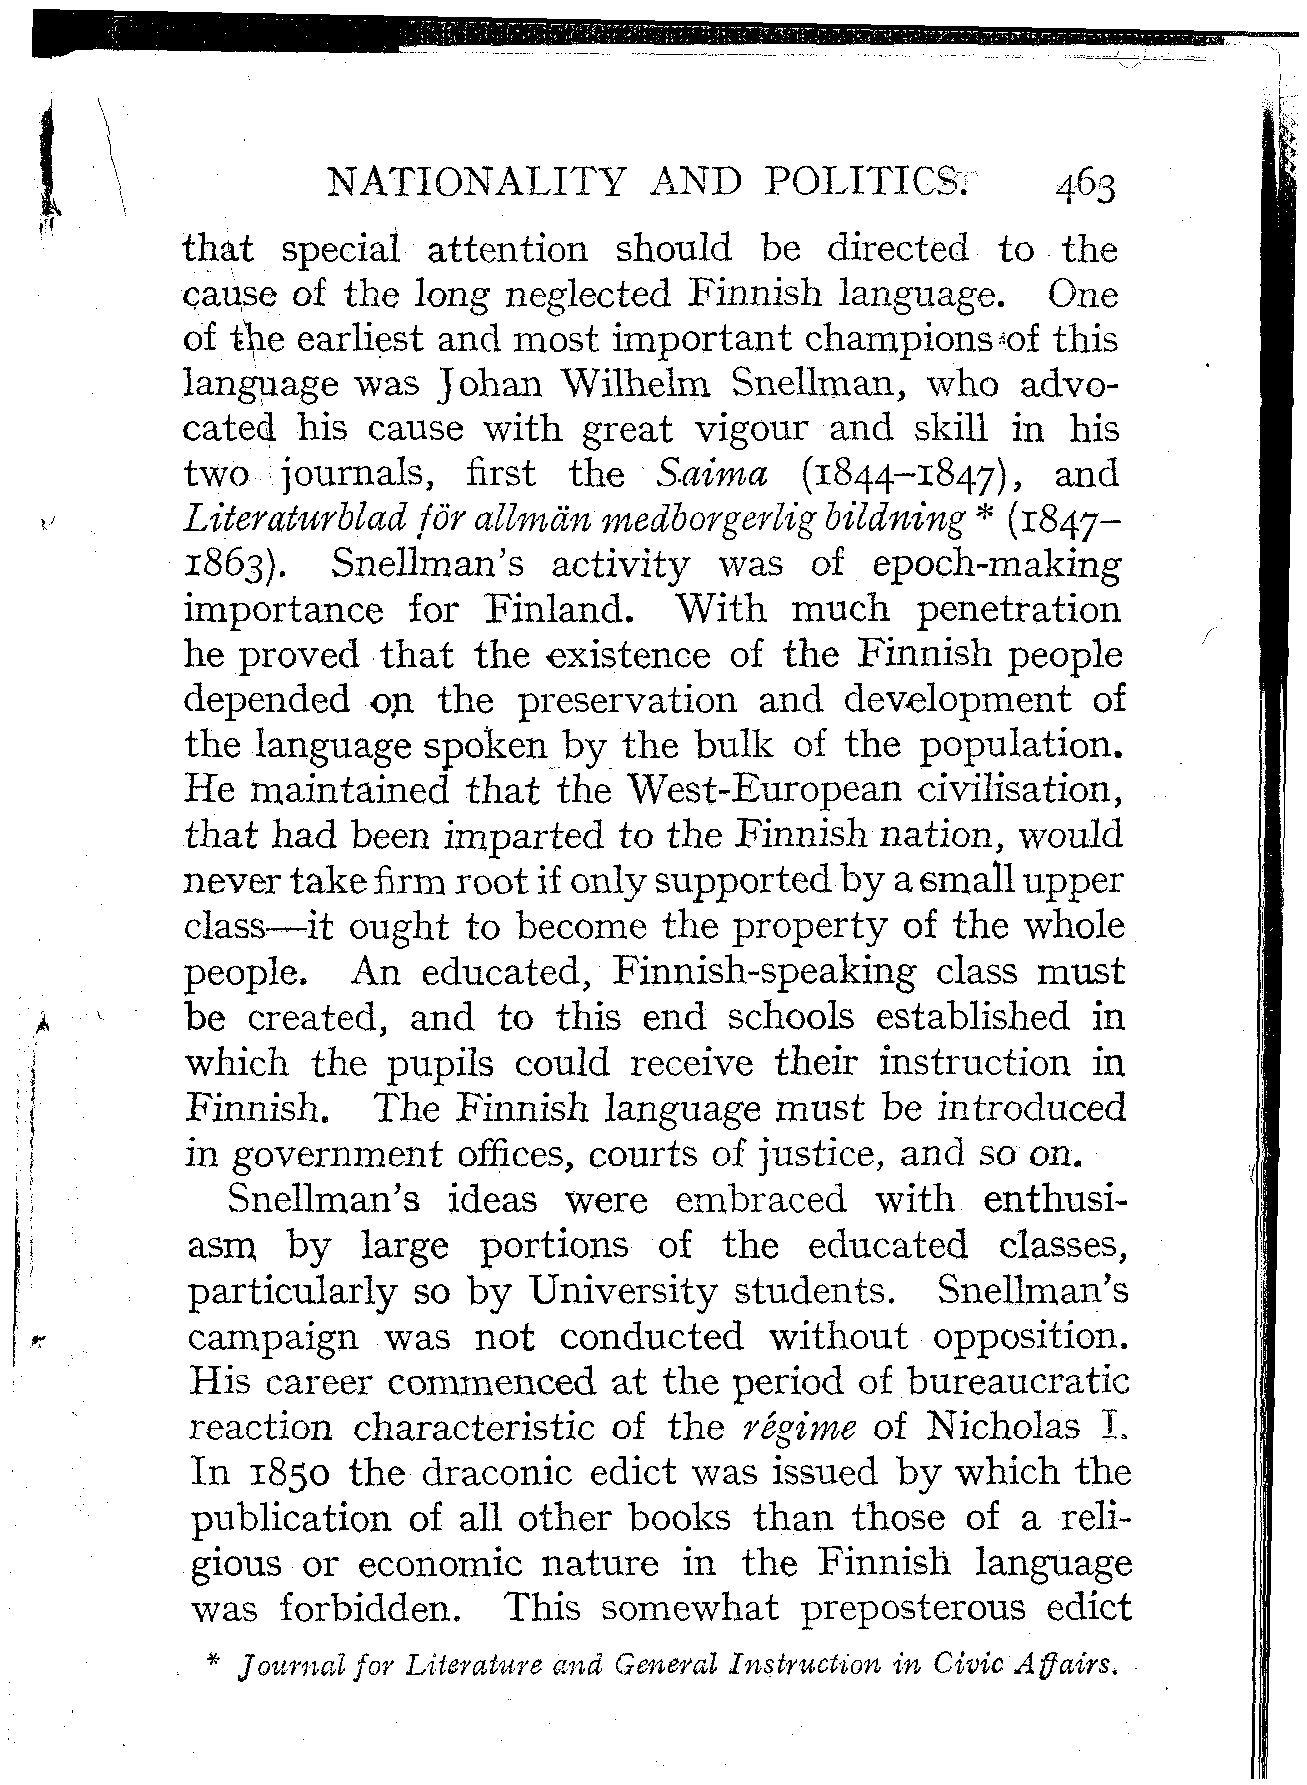 NATIONALITY AND POLITICS. 463
that special attention should be directed to the
cause of the long neglected Finnish language. One
of the earliest and most important champions of this
language was Johan Wilhelm Snellman, who advo-
cated his cause with great vigour and skill in his
two journals, first the Saima (1844–1847), and
Literaturblad för allmän medborgerlig bildning * (1847–
1863). Snellman's activity was of epoch-making
importance for Finland. With much penetration
he proved that the existence of the Finnish people
depended on the preservation and development of
the language spoken by the bulk of the population.
He maintained that the West-European civilisation,
that had been imparted to the Finnish nation, would
never take firm root if only supported by a small upper
class—it ought to become the property of the whole
people. An educated, Finnish-speaking class must
be created, and to this end schools established in
which the pupils could receive their instruction in
Finnish. The Finnish language must be introduced
in government offices, courts of justice, and so on.
Snellman's ideas were embraced with enthusi-
asm by large portions of the educated classes,
particularly so by University students. Snellman's
campaign was not conducted without opposition.
His career commenced at the period of bureaucratic
reaction characteristic of the régime of Nicholas I.
In 1850 the draconic edict was issued by which the
publication of all other books than those of a reli-
gious or economic nature in the Finnish language
was forbidden. This somewhat preposterous edict
* Journal for Literature and General Instruction in Civic Affairs.